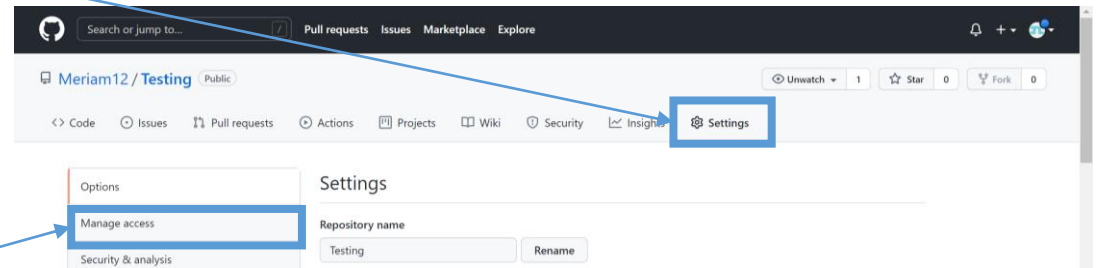 Search or jump to... / Pull requests Issues Marketplace Explore
Meriam12 / Testing Public Unwatch 1 Star 0 Fork 0
<> Code Issues Pull requests Actions Projects Wiki Security Insights Settings
Options
Manage access
Security & analysis
Settings
Repository name
Testing Rename